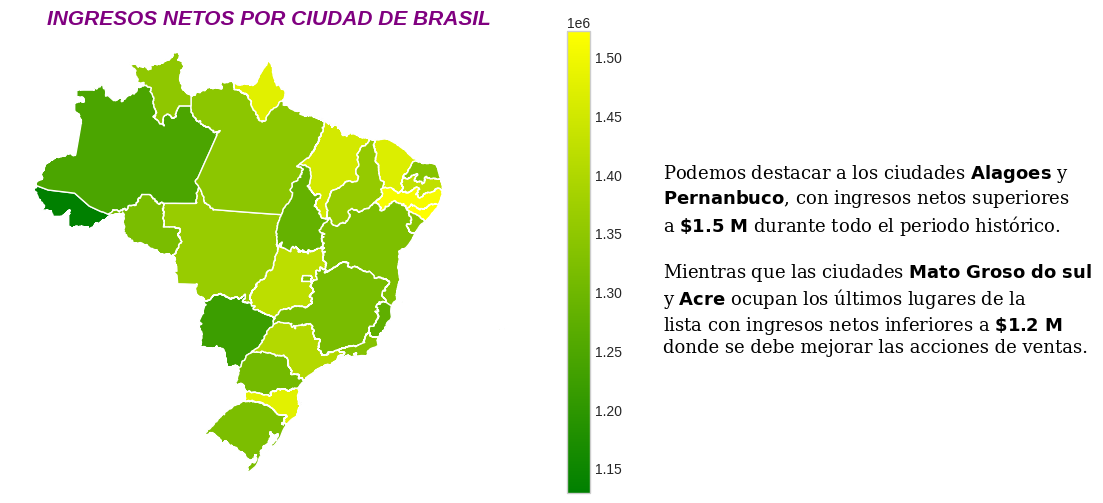 INGRESOS NETOS POR CIUDAD DE BRASIL
1e6
1.50
1.45
1.40
1.35
1.30
1.25
1.20
1.15
Podemos destacar a los ciudades Alagoes y
Pernanbuco, con ingresos netos superiores
a $1.5 M durante todo el periodo histórico.
Mientras que las ciudades Mato Groso do sul
y Acre ocupan los últimos lugares de la
lista con ingresos netos inferiores a $1.2 M
donde se debe mejorar las acciones de ventas.